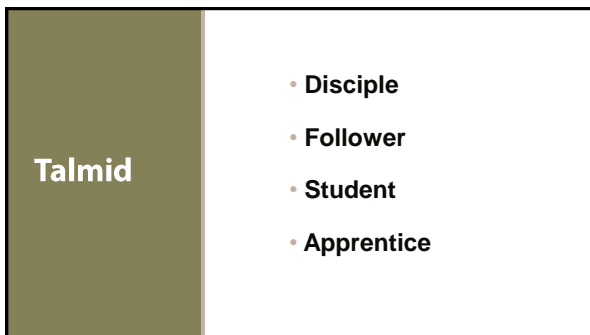 Talmid
• Disciple
• Follower
• Student
• Apprentice